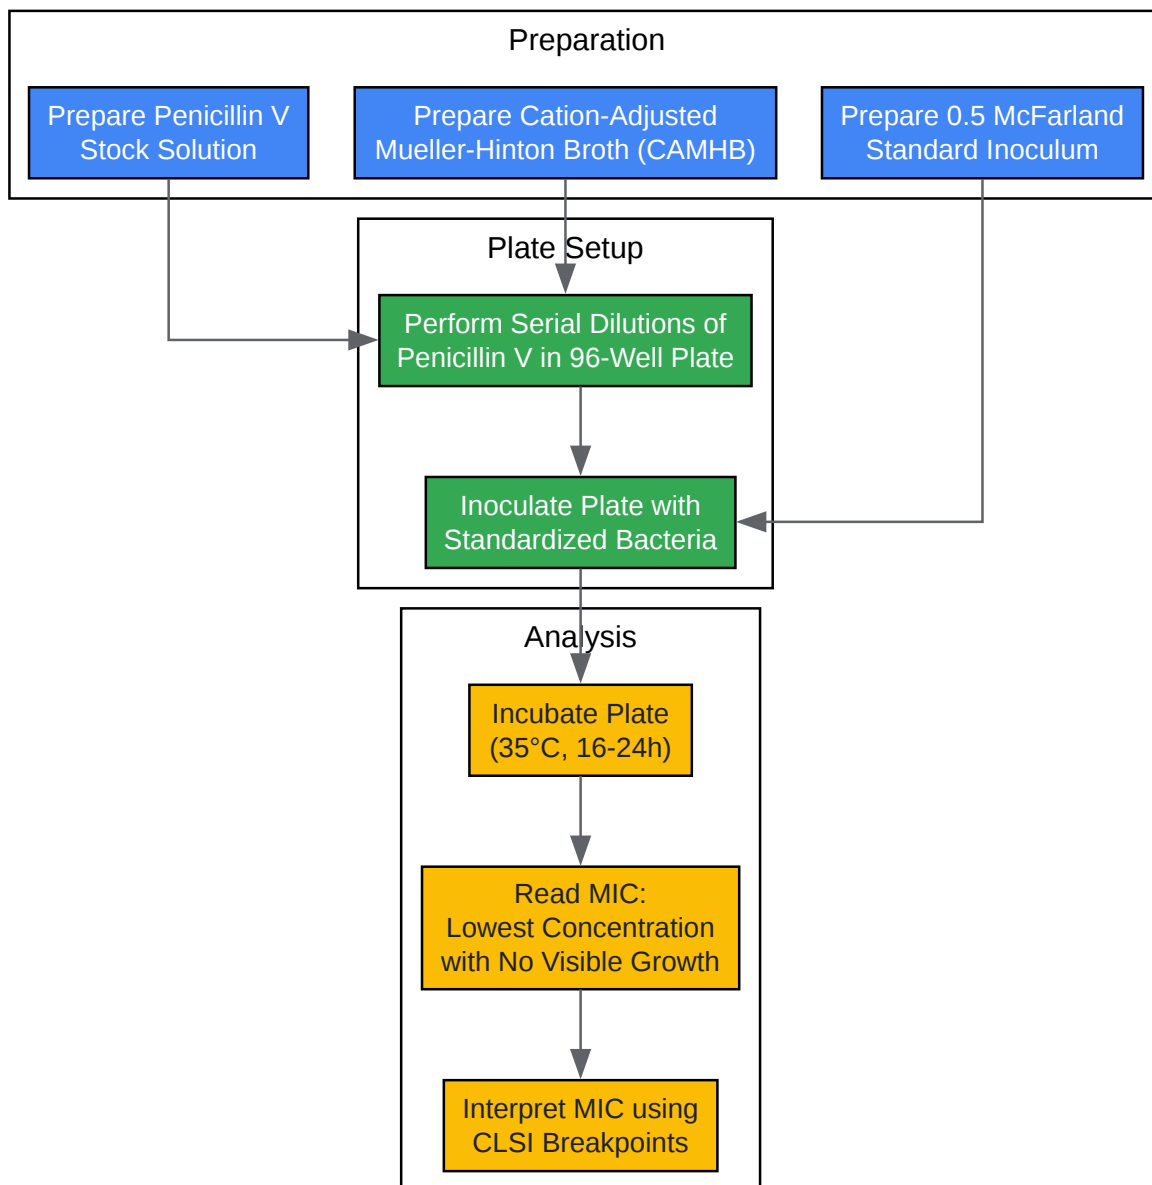 Preparation
Prepare Penicillin V
Stock Solution
Prepare Cation-Adjusted
Mueller-Hinton Broth (CAMHB)
Prepare 0.5 McFarland
Standard Inoculum
Plate Setup
Perform Serial Dilutions of
Penicillin V in 96-Well Plate
Inoculate Plate with
Standardized Bacteria
Analysis
Incubate Plate
(35°C, 16-24h)
Read MIC:
Lowest Concentration
with No Visible Growth
Interpret MIC using
CLSI Breakpoints